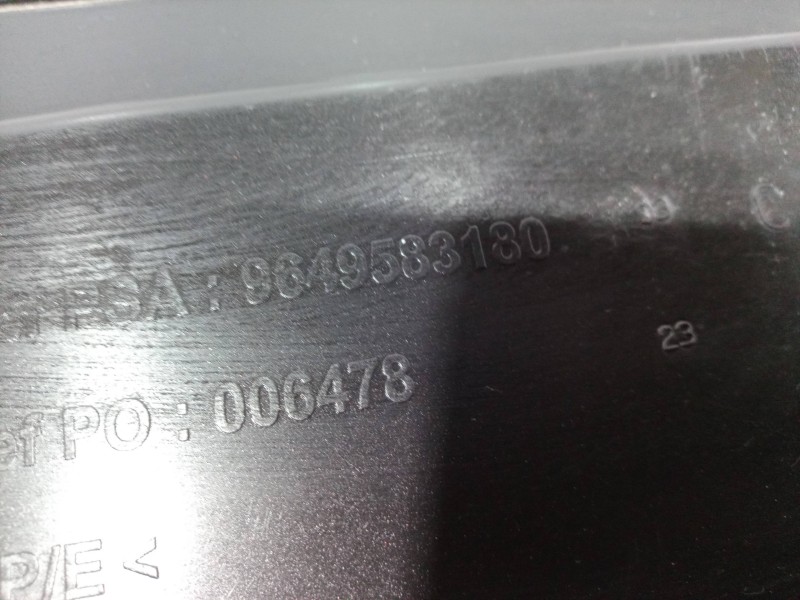 PSA : 9649583180
23
ef PO : 006478
P/E <